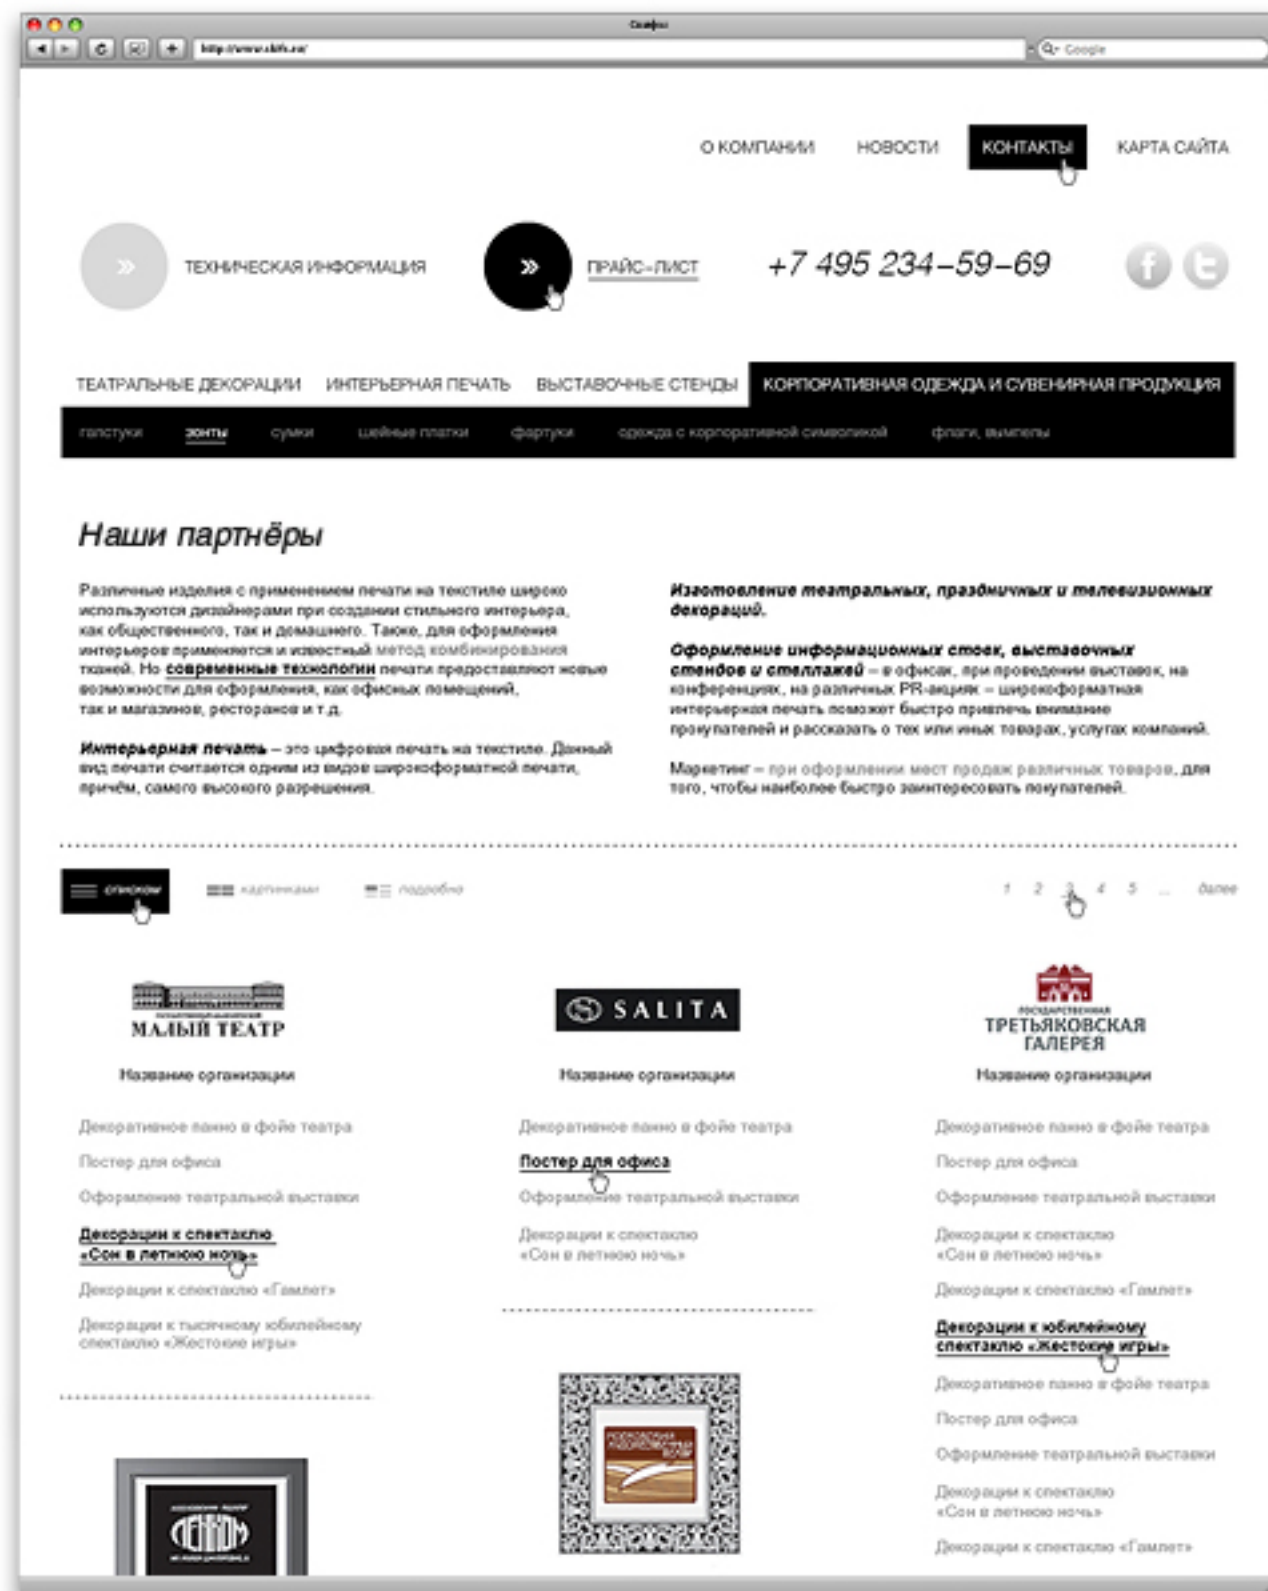 Скифы
Google
О КОМПАНИИ НОВОСТИ КОНТАКТЫ КАРТА САЙТА
» ТЕХНИЧЕСКАЯ ИНФОРМАЦИЯ » ПРАЙС-ЛИСТ +7 495 234–59–69 f t
ТЕАТРАЛЬНЫЕ ДЕКОРАЦИИ ИНТЕРЬЕРНАЯ ПЕЧАТЬ ВЫСТАВОЧНЫЕ СТЕНДЫ КОРПОРАТИВНАЯ ОДЕЖДА И СУВЕНИРНАЯ ПРОДУКЦИЯ
галстуки зонты сумки шейные платки фартуки одежда с корпоративной символикой флаги, вымпелы
Наши партнёры
Различные изделия с применением печати на текстиле широко
используются дизайнерами при создании стильного интерьера,
как общественного, так и домашнего. Также, для оформления
интерьеров применяется и известный метод комбинирования
тканей. Но современные технологии печати предоставляют новые
возможности для оформления, как офисных помещений,
так и магазинов, ресторанов и т.д.
Интерьерная печать – это цифровая печать на текстиле. Данный
вид печати считается одним из видов широкоформатной печати,
причём, самого высокого разрешения.
Изготовление театральных, праздничных и телевизионных
декораций.
Оформление информационных стоек, выставочных
стендов и стеллажей – в офисах, при проведении выставок, на
конференциях, на различных PR-акциях – широкоформатная
интерьерная печать поможет быстро привлечь внимание
прокупателей и рассказать о тех или иных товарах, услугах компаний.
Маркетинг – при оформлении мест продаж различных товаров, для
того, чтобы наиболее быстро заинтересовать покупателей.
списком картинками подробно 1 2 3 4 5 ... далее
МАЛЫЙ ТЕАТР
Название организации
Декоративное панно в фойе театра
Постер для офиса
Оформление театральной выставки
Декорации к спектаклю
«Сон в летнюю ночь»
Декорации к спектаклю «Гамлет»
Декорации к тысячному юбилейному
спектаклю «Жестокие игры»
ЛЕНКОМ
S SALITA
Название организации
Декоративное панно в фойе театра
Постер для офиса
Оформление театральной выставки
Декорации к спектаклю
«Сон в летнюю ночь»
ГОСУДАРСТВЕННАЯ
ТРЕТЬЯКОВСКАЯ
ГАЛЕРЕЯ
Название организации
Декоративное панно в фойе театра
Постер для офиса
Оформление театральной выставки
Декорации к спектаклю
«Сон в летнюю ночь»
Декорации к спектаклю «Гамлет»
Декорации к юбилейному
спектаклю «Жестокие игры»
Декоративное панно в фойе театра
Постер для офиса
Оформление театральной выставки
Декорации к спектаклю
«Сон в летнюю ночь»
Декорации к спектаклю «Гамлет»